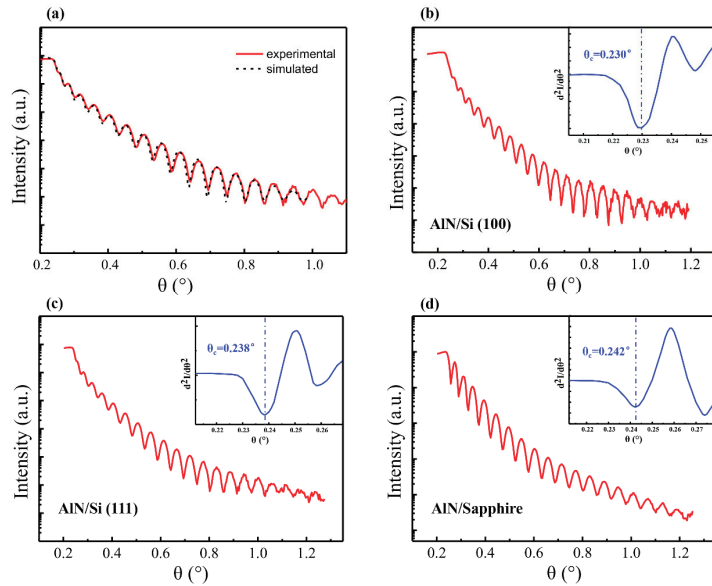 (a)
Intensity (a.u.)
experimental
simulated
0.2 0.4 0.6 0.8 1.0
θ (°)
(b)
Intensity (a.u.)
d²I/dθ²
θc=0.230°
0.21 0.22 0.23 0.24 0.25
θ (°)
AlN/Si (100)
0.2 0.4 0.6 0.8 1.0 1.2
θ (°)
(c)
Intensity (a.u.)
d²I/dθ²
θc=0.238°
0.22 0.23 0.24 0.25 0.26
θ (°)
AlN/Si (111)
0.2 0.4 0.6 0.8 1.0 1.2
θ (°)
(d)
Intensity (a.u.)
d²I/dθ²
θc=0.242°
0.22 0.23 0.24 0.25 0.26 0.27
θ (°)
AlN/Sapphire
0.2 0.4 0.6 0.8 1.0 1.2
θ (°)